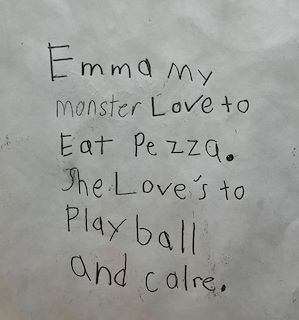 Emma my
monster Love to
Eat Pezza.
She Love's to
Play ball
and calre.